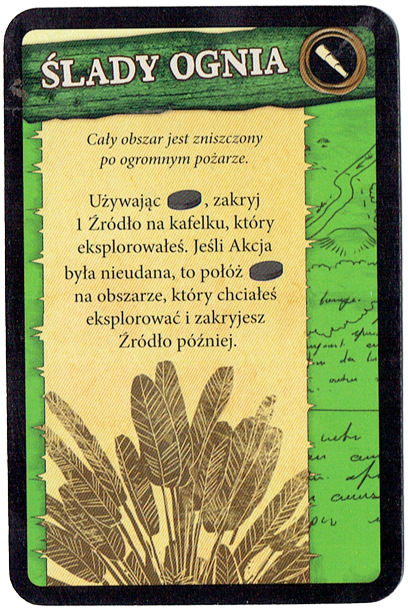 ŚLADY OGNIA
Cały obszar jest zniszczony
po ogromnym pożarze.
Używając , zakryj
1 Źródło na kafelku, który
eksplorowałeś. Jeśli Akcja
była nieudana, to połóż
na obszarze, który chciałeś
eksplorować i zakryjesz
Źródło później.